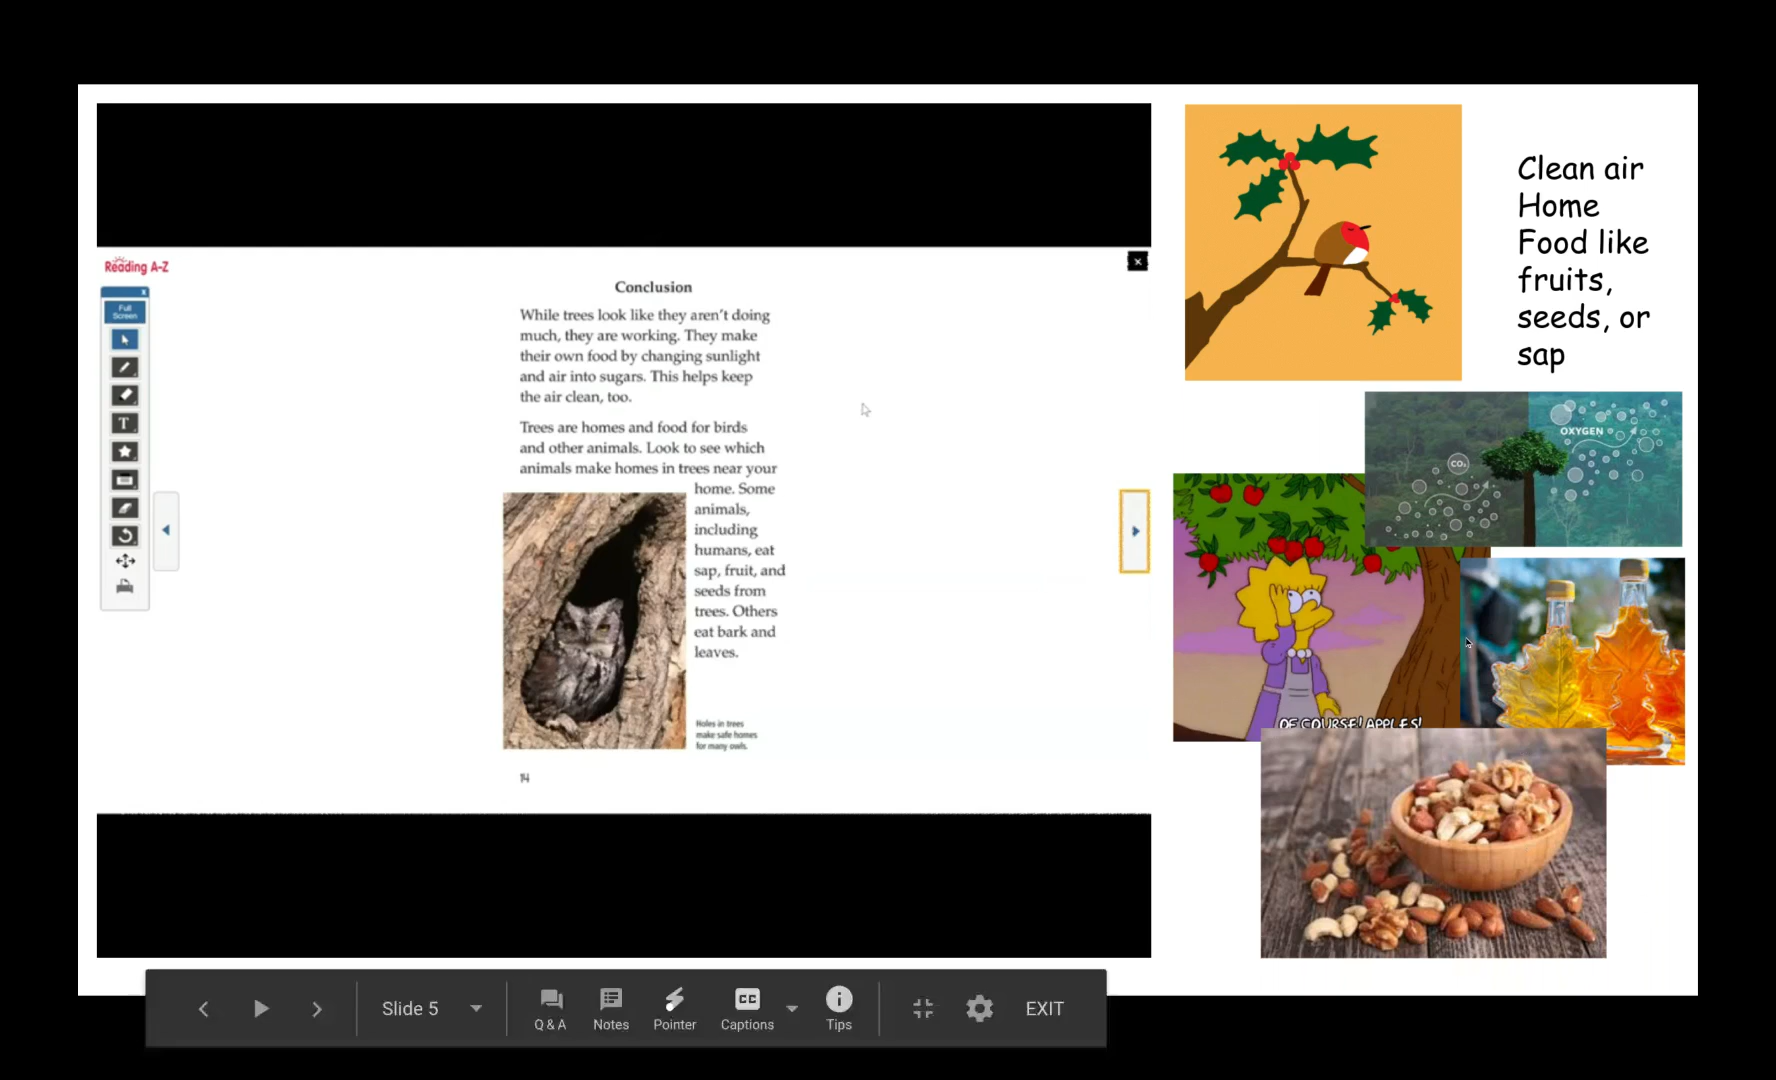 Reading A-Z
x
Full
Screen
T
Conclusion
While trees look like they aren't doing
much, they are working. They make
their own food by changing sunlight
and air into sugars. This helps keep
the air clean, too.
Trees are homes and food for birds
and other animals. Look to see which
animals make homes in trees near your
home. Some
animals,
including
humans, eat
sap, fruit, and
seeds from
trees. Others
eat bark and
leaves.
Holes in trees
make safe homes
for many owls.
14
Clean air
Home
Food like
fruits,
seeds, or
sap
OXYGEN
CO₂
OF COURSE! APPLES!
Slide 5
Q & A
Notes
Pointer
CC
Captions
Tips
EXIT